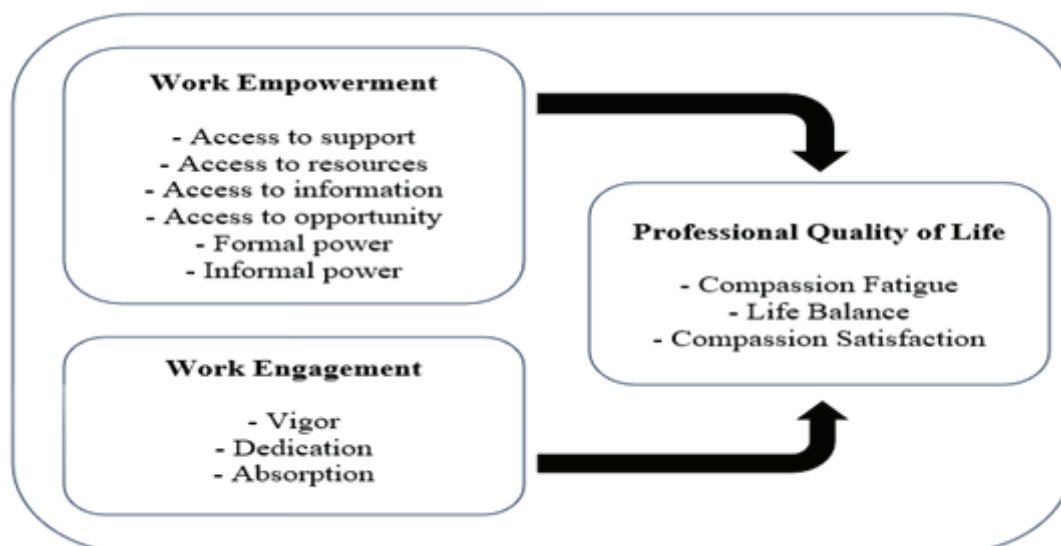 Work Empowerment
- Access to support
- Access to resources
- Access to information
- Access to opportunity
- Formal power
- Informal power
Work Engagement
- Vigor
- Dedication
- Absorption
Professional Quality of Life
- Compassion Fatigue
- Life Balance
- Compassion Satisfaction